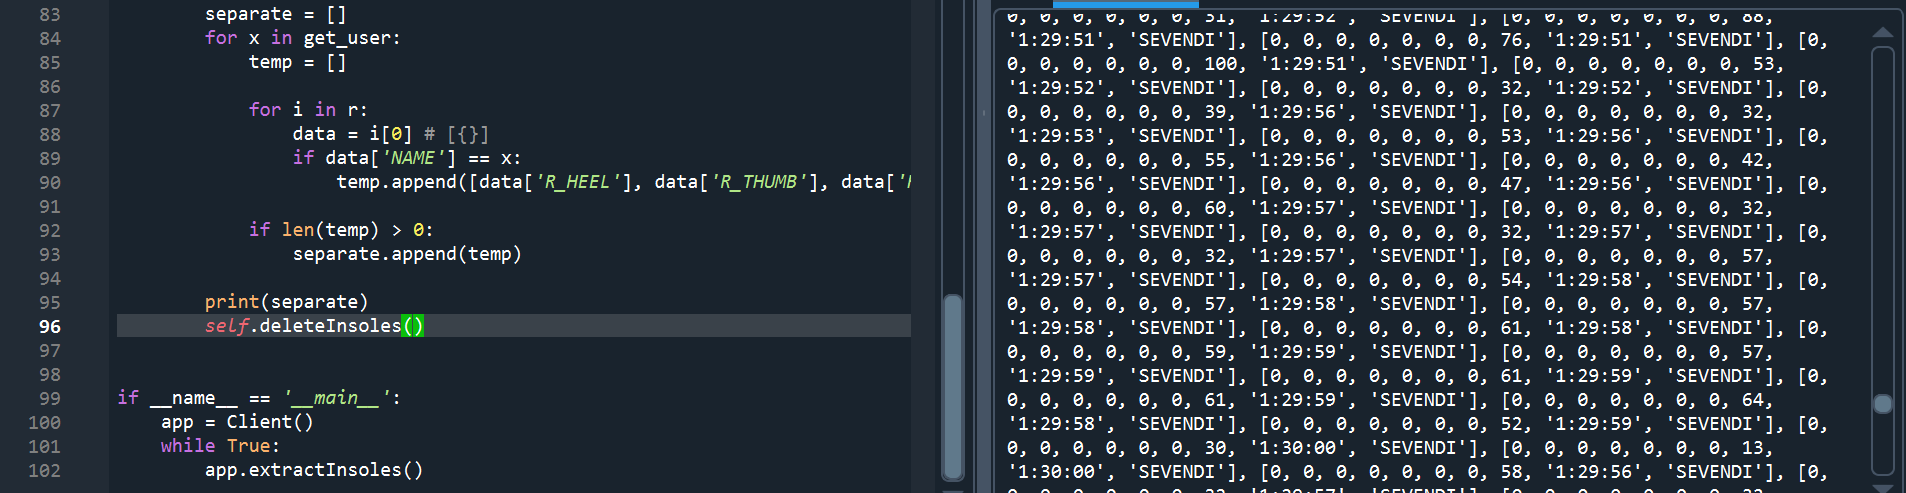 83 separate = []
84 for x in get_user:
85 temp = []
86
87 for i in r:
88 data = i[0] # [{}]
89 if data['NAME'] == x:
90 temp.append([data['R_HEEL'], data['R_THUMB'], data['
91
92 if len(temp) > 0:
93 separate.append(temp)
94
95 print(separate)
96 self.deleteInsoles()
97
98
99 if __name__ == '__main__':
100 app = Client()
101 while True:
102 app.extractInsoles()
0, 0, 0, 0, 0, 0, 31, '1:29:52', 'SEVENDI'], [0, 0, 0, 0, 0, 0, 0, 88,
'1:29:51', 'SEVENDI'], [0, 0, 0, 0, 0, 0, 0, 76, '1:29:51', 'SEVENDI'], [0,
0, 0, 0, 0, 0, 0, 100, '1:29:51', 'SEVENDI'], [0, 0, 0, 0, 0, 0, 0, 53,
'1:29:52', 'SEVENDI'], [0, 0, 0, 0, 0, 0, 0, 32, '1:29:52', 'SEVENDI'], [0,
0, 0, 0, 0, 0, 0, 39, '1:29:56', 'SEVENDI'], [0, 0, 0, 0, 0, 0, 0, 32,
'1:29:53', 'SEVENDI'], [0, 0, 0, 0, 0, 0, 0, 53, '1:29:56', 'SEVENDI'], [0,
0, 0, 0, 0, 0, 0, 55, '1:29:56', 'SEVENDI'], [0, 0, 0, 0, 0, 0, 0, 42,
'1:29:56', 'SEVENDI'], [0, 0, 0, 0, 0, 0, 0, 47, '1:29:56', 'SEVENDI'], [0,
0, 0, 0, 0, 0, 0, 60, '1:29:57', 'SEVENDI'], [0, 0, 0, 0, 0, 0, 0, 32,
'1:29:57', 'SEVENDI'], [0, 0, 0, 0, 0, 0, 0, 32, '1:29:57', 'SEVENDI'], [0,
0, 0, 0, 0, 0, 0, 32, '1:29:57', 'SEVENDI'], [0, 0, 0, 0, 0, 0, 0, 57,
'1:29:57', 'SEVENDI'], [0, 0, 0, 0, 0, 0, 0, 54, '1:29:58', 'SEVENDI'], [0,
0, 0, 0, 0, 0, 0, 57, '1:29:58', 'SEVENDI'], [0, 0, 0, 0, 0, 0, 0, 57,
'1:29:58', 'SEVENDI'], [0, 0, 0, 0, 0, 0, 0, 61, '1:29:58', 'SEVENDI'], [0,
0, 0, 0, 0, 0, 0, 59, '1:29:59', 'SEVENDI'], [0, 0, 0, 0, 0, 0, 0, 57,
'1:29:59', 'SEVENDI'], [0, 0, 0, 0, 0, 0, 0, 61, '1:29:59', 'SEVENDI'], [0,
0, 0, 0, 0, 0, 0, 61, '1:29:59', 'SEVENDI'], [0, 0, 0, 0, 0, 0, 0, 64,
'1:29:58', 'SEVENDI'], [0, 0, 0, 0, 0, 0, 0, 52, '1:29:59', 'SEVENDI'], [0,
0, 0, 0, 0, 0, 0, 30, '1:30:00', 'SEVENDI'], [0, 0, 0, 0, 0, 0, 0, 13,
'1:30:00', 'SEVENDI'], [0, 0, 0, 0, 0, 0, 0, 58, '1:29:56', 'SEVENDI'], [0,